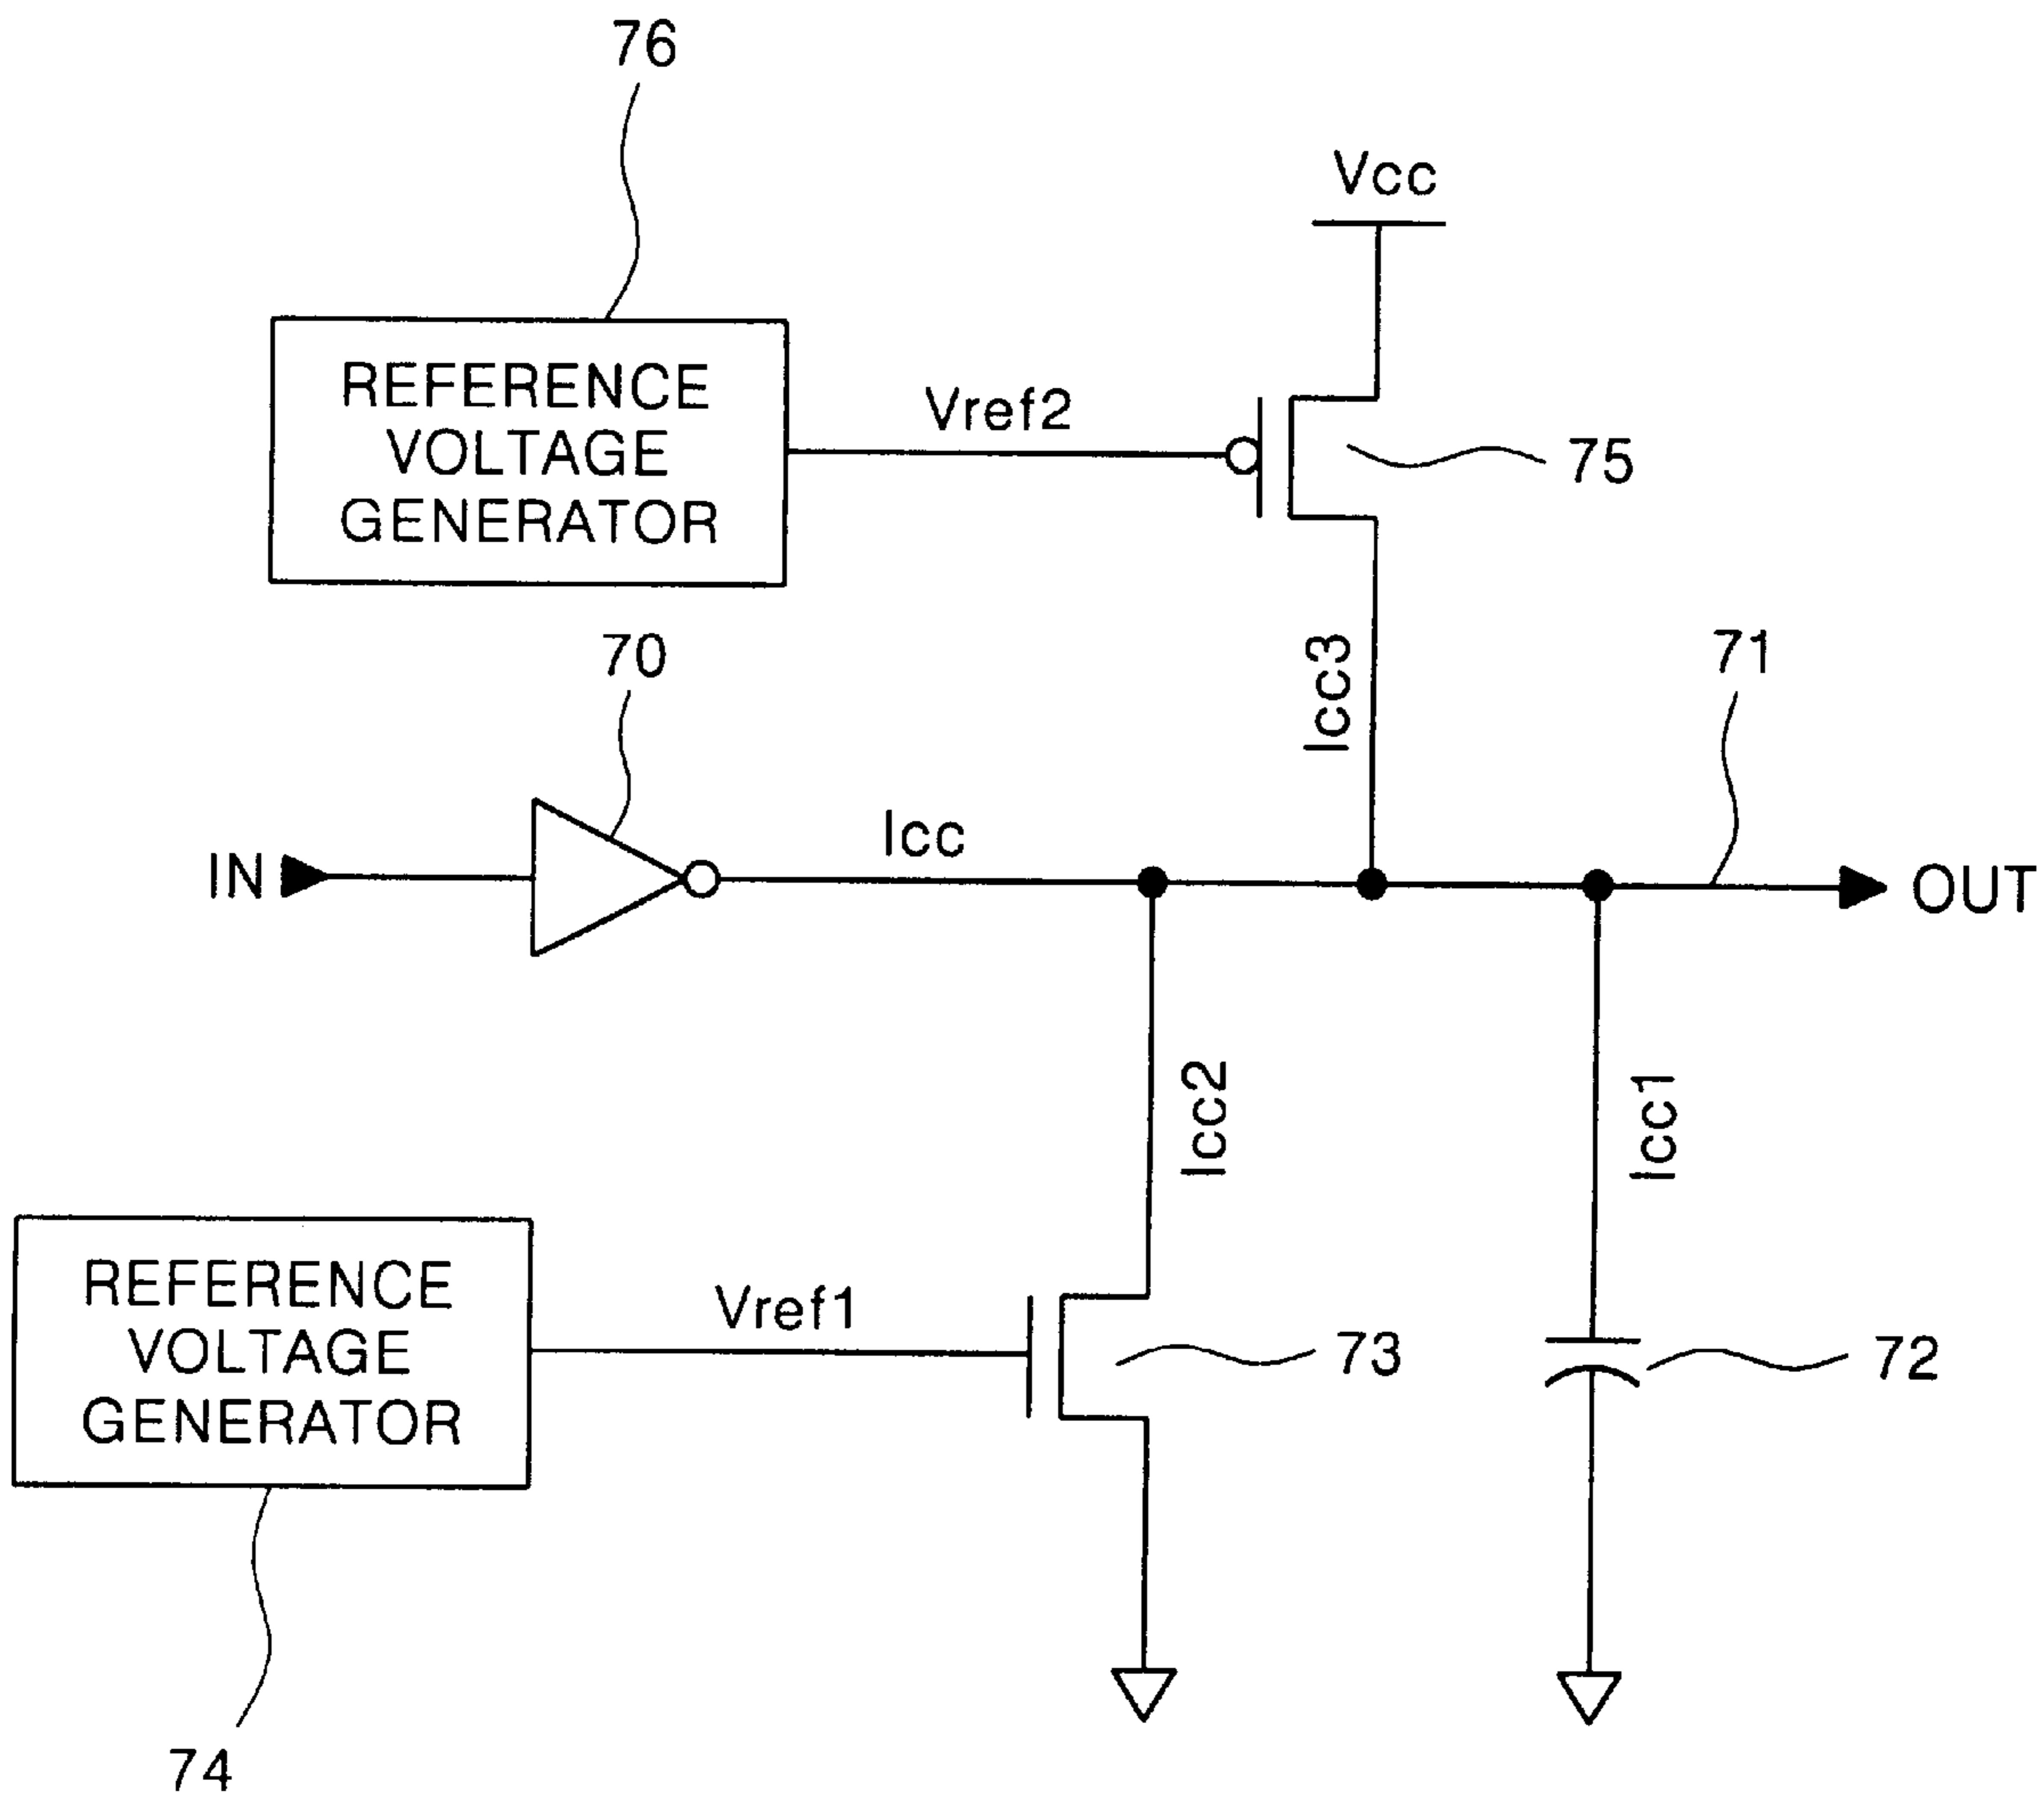 76
Vcc
REFERENCE
VOLTAGE
GENERATOR
Vref2
75
70
Icc3
71
IN
Icc
OUT
Icc2
Icc1
REFERENCE
VOLTAGE
GENERATOR
Vref1
73
72
74